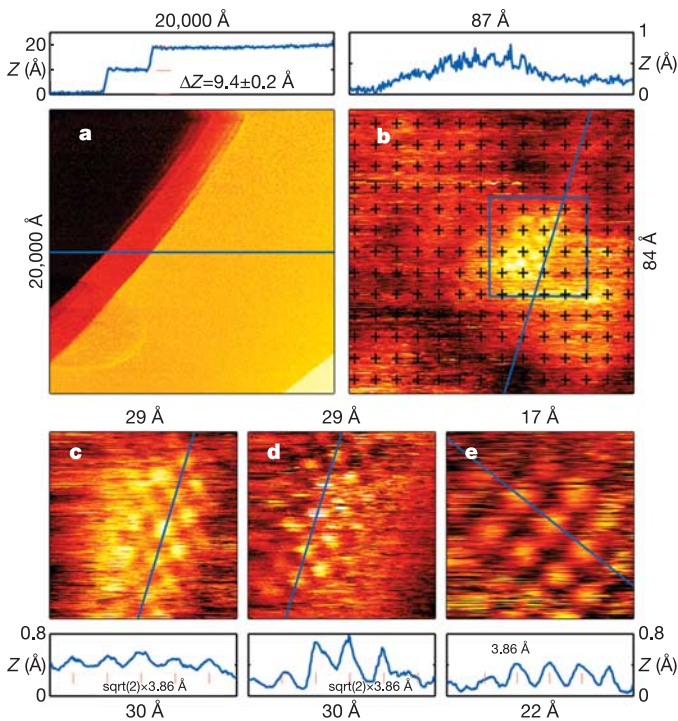 20,000 Å
87 Å
20
10
0
Z (Å)
ΔZ=9.4±0.2 Å
1
Z (Å)
0
a
b
20,000 Å
84 Å
29 Å
29 Å
17 Å
c
d
e
0.8
Z (Å)
0
sqrt(2)×3.86 Å
sqrt(2)×3.86 Å
3.86 Å
0.8
Z (Å)
0
30 Å
30 Å
22 Å